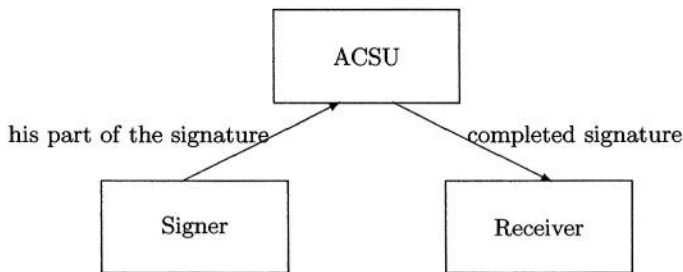 ACSU
his part of the signature
completed signature
Signer
Receiver